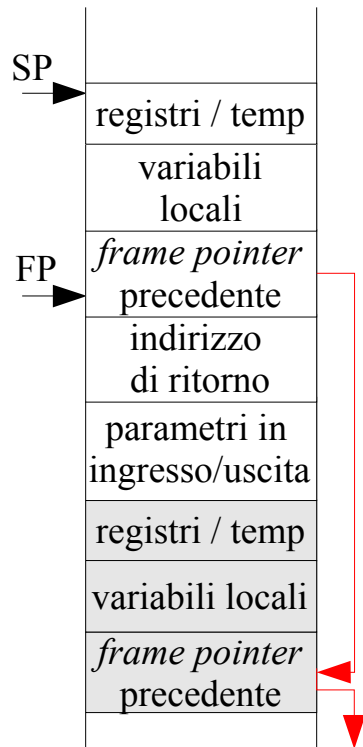 SP
registri / temp
variabili
locali
frame pointer
FP
precedente
indirizzo
di ritorno
parametri in
ingresso/uscita
registri / temp
variabili locali
frame pointer
precedente